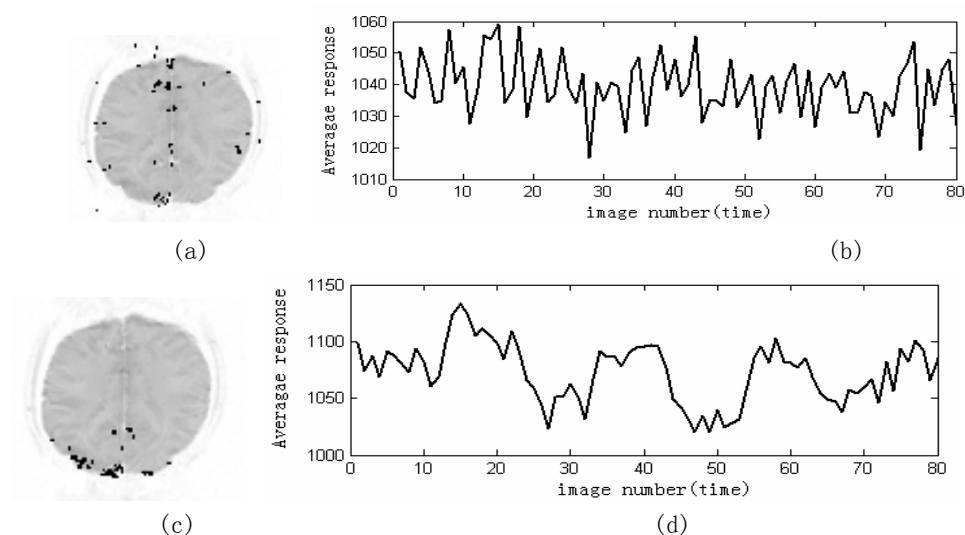 1060
1050
1040
1030
1020
1010
Averagae response
0 10 20 30 40 50 60 70 80
image number(time)
(a)
(b)
1150
1100
1050
1000
Averagae response
0 10 20 30 40 50 60 70 80
image number(time)
(c)
(d)